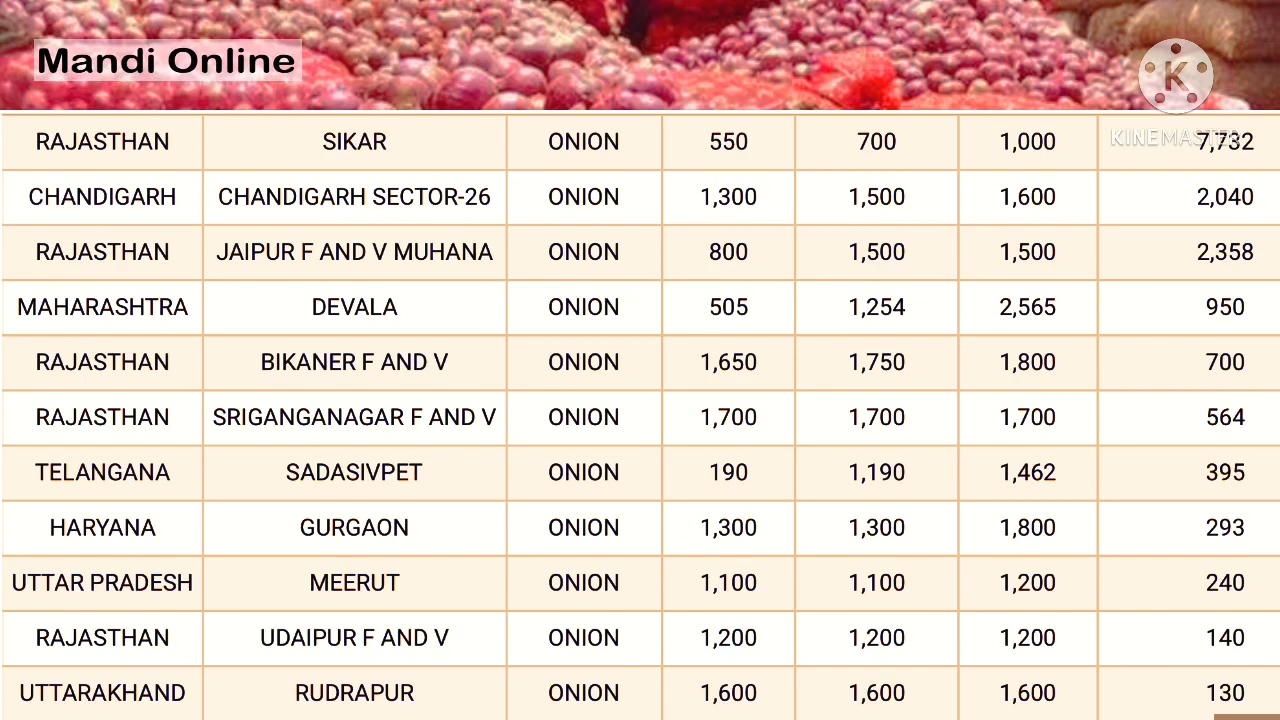 Mandi Online
K
KINEMASTER
RAJASTHAN SIKAR ONION 550 700 1,000 7,732
CHANDIGARH CHANDIGARH SECTOR-26 ONION 1,300 1,500 1,600 2,040
RAJASTHAN JAIPUR F AND V MUHANA ONION 800 1,500 1,500 2,358
MAHARASHTRA DEVALA ONION 505 1,254 2,565 950
RAJASTHAN BIKANER F AND V ONION 1,650 1,750 1,800 700
RAJASTHAN SRIGANGANAGAR F AND V ONION 1,700 1,700 1,700 564
TELANGANA SADASIVPET ONION 190 1,190 1,462 395
HARYANA GURGAON ONION 1,300 1,300 1,800 293
UTTAR PRADESH MEERUT ONION 1,100 1,100 1,200 240
RAJASTHAN UDAIPUR F AND V ONION 1,200 1,200 1,200 140
UTTARAKHAND RUDRAPUR ONION 1,600 1,600 1,600 130